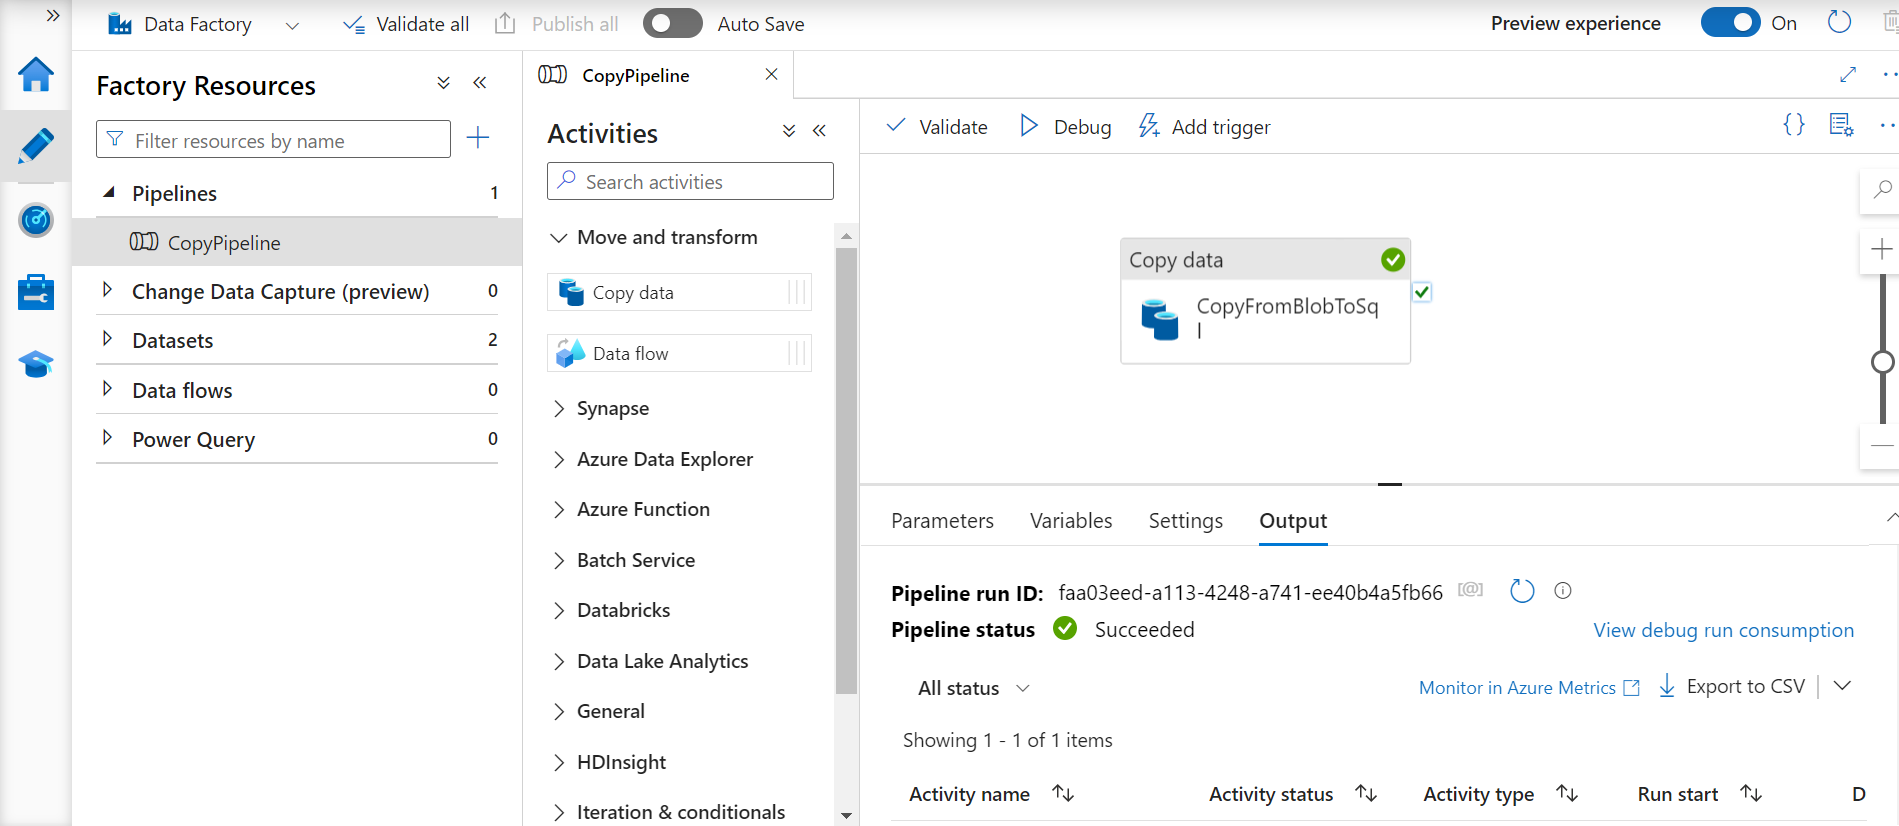 Data Factory
Validate all
Publish all
Auto Save
Preview experience
On
Factory Resources
Filter resources by name
Pipelines 1
CopyPipeline
Change Data Capture (preview) 0
Datasets 2
Data flows 0
Power Query 0
CopyPipeline
Activities
Search activities
Move and transform
Copy data
Data flow
Synapse
Azure Data Explorer
Azure Function
Batch Service
Databricks
Data Lake Analytics
General
HDInsight
Iteration & conditionals
Validate
Debug
Add trigger
Copy data
CopyFromBlobToSq
l
Parameters
Variables
Settings
Output
Pipeline run ID: faa03eed-a113-4248-a741-ee40b4a5fb66
Pipeline status Succeeded
View debug run consumption
All status
Monitor in Azure Metrics
Export to CSV
Showing 1 - 1 of 1 items
Activity name
Activity status
Activity type
Run start
D